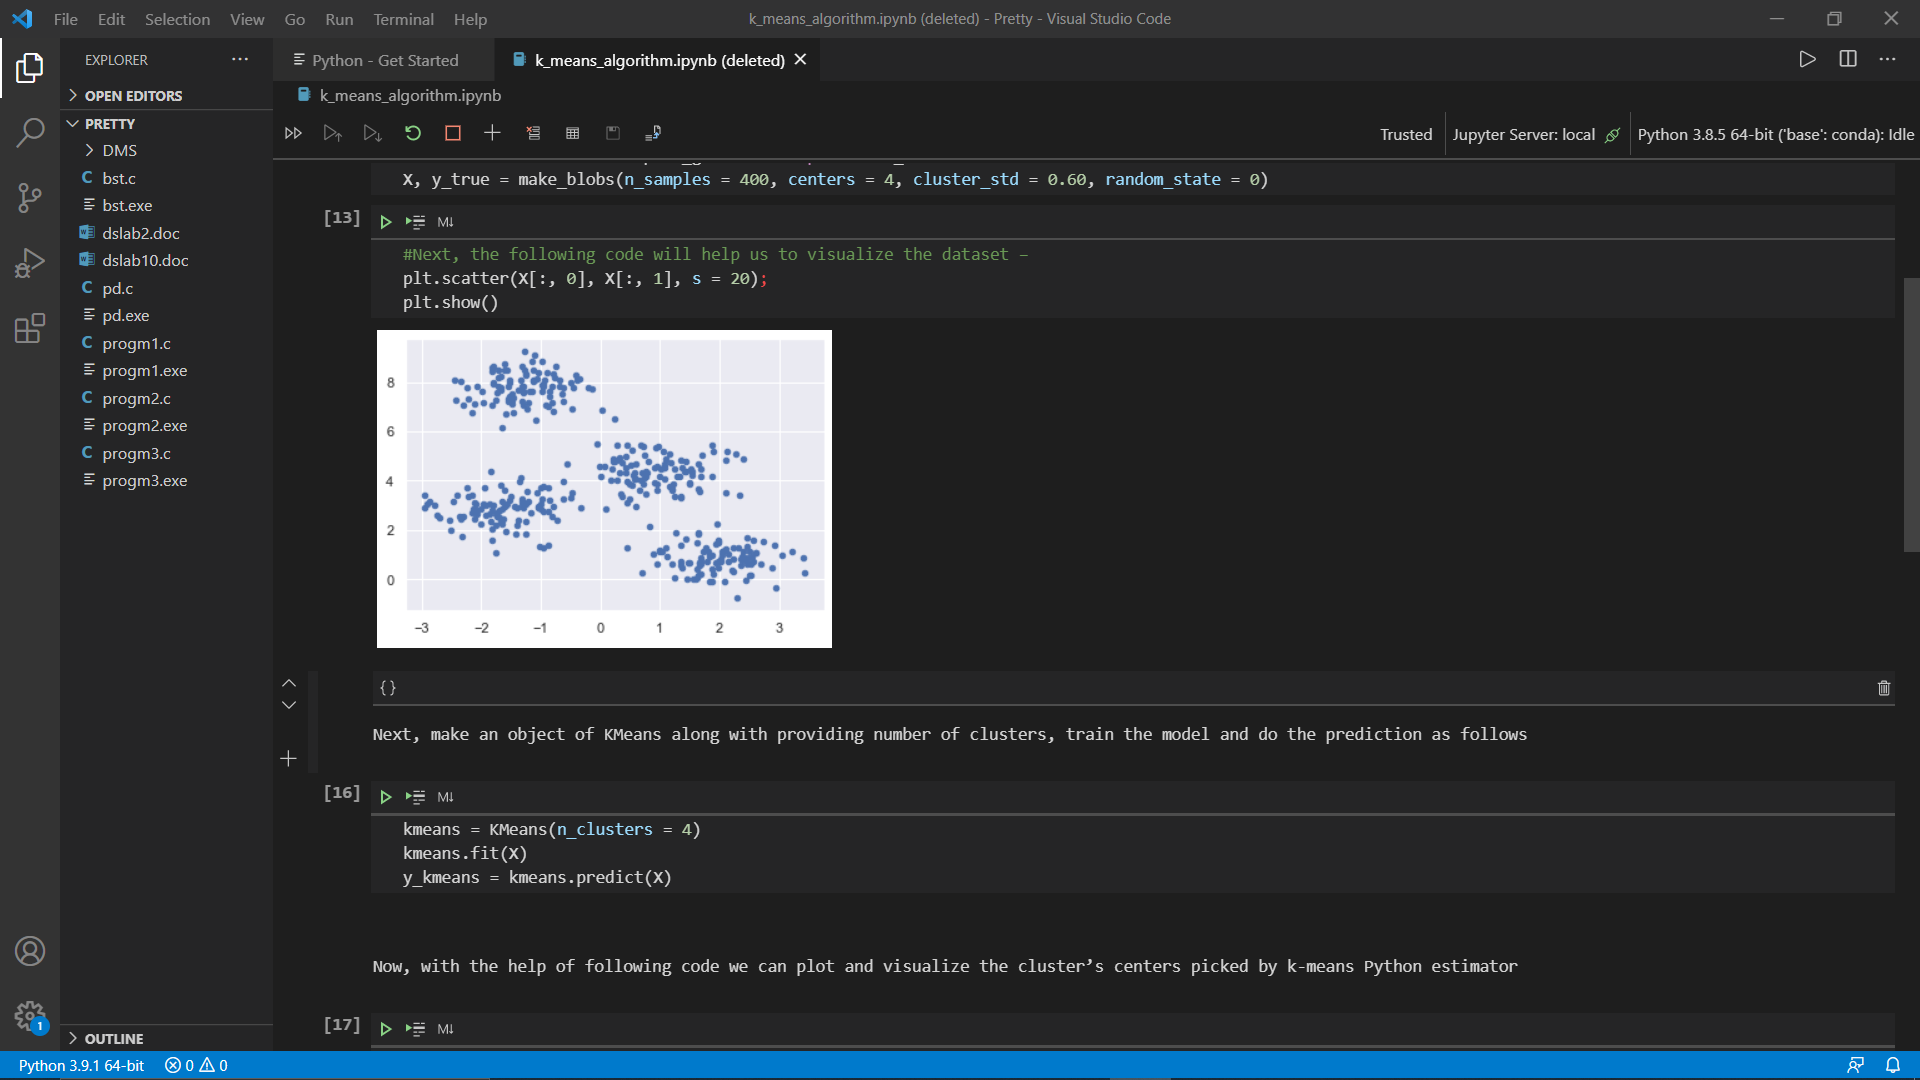 File Edit Selection View Go Run Terminal Help
k_means_algorithm.ipynb (deleted) - Pretty - Visual Studio Code
EXPLORER
Python - Get Started
k_means_algorithm.ipynb (deleted)
OPEN EDITORS
k_means_algorithm.ipynb
PRETTY
DMS
C bst.c
bst.exe
dslab2.doc
dslab10.doc
C pd.c
pd.exe
C progm1.c
progm1.exe
C progm2.c
progm2.exe
C progm3.c
progm3.exe
OUTLINE
1
Trusted
Jupyter Server: local
Python 3.8.5 64-bit ('base': conda): Idle
X, y_true = make_blobs(n_samples = 400, centers = 4, cluster_std = 0.60, random_state = 0)
[13]
M↓
#Next, the following code will help us to visualize the dataset –
plt.scatter(X[:, 0], X[:, 1], s = 20);
plt.show()
8
6
4
2
0
−3 −2 −1 0 1 2 3
{}
Next, make an object of KMeans along with providing number of clusters, train the model and do the prediction as follows
[16]
M↓
kmeans = KMeans(n_clusters = 4)
kmeans.fit(X)
y_kmeans = kmeans.predict(X)
Now, with the help of following code we can plot and visualize the cluster’s centers picked by k-means Python estimator
[17]
M↓
Python 3.9.1 64-bit
0 0